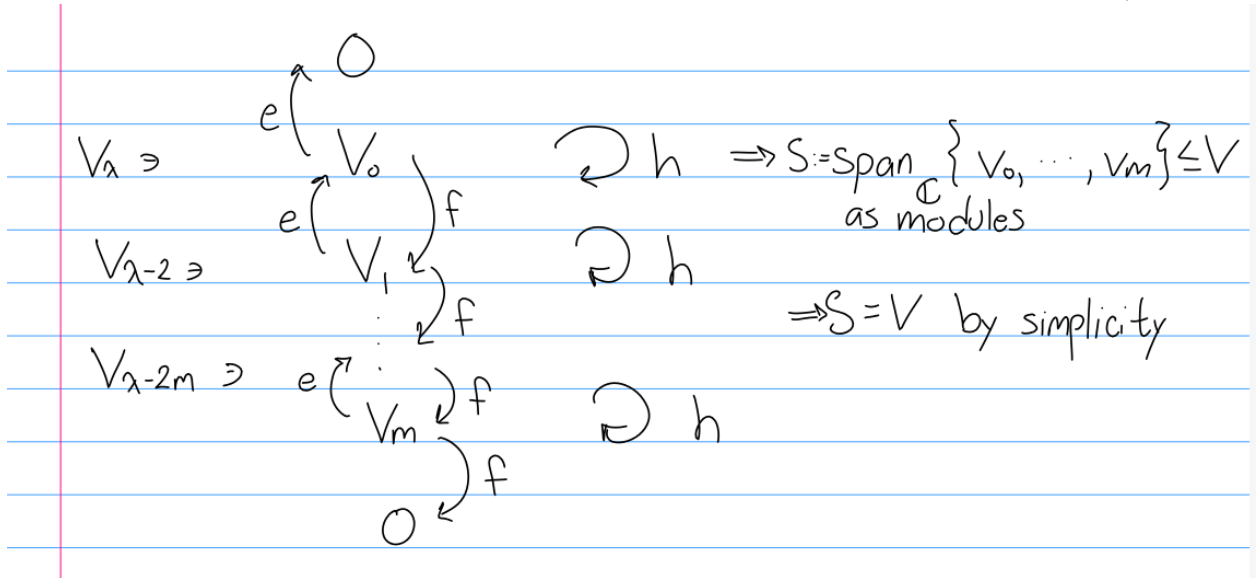 0
e
V_λ ∋ v_0 ↻ h ⇒ S := span_ℂ {v_0, ⋯, v_m} ≤ V
as modules
e f
V_{λ-2} ∋ v_1 ↻ h
f
⇒ S = V by simplicity
V_{λ-2m} ∋ e f
v_m ↻ h
f
0